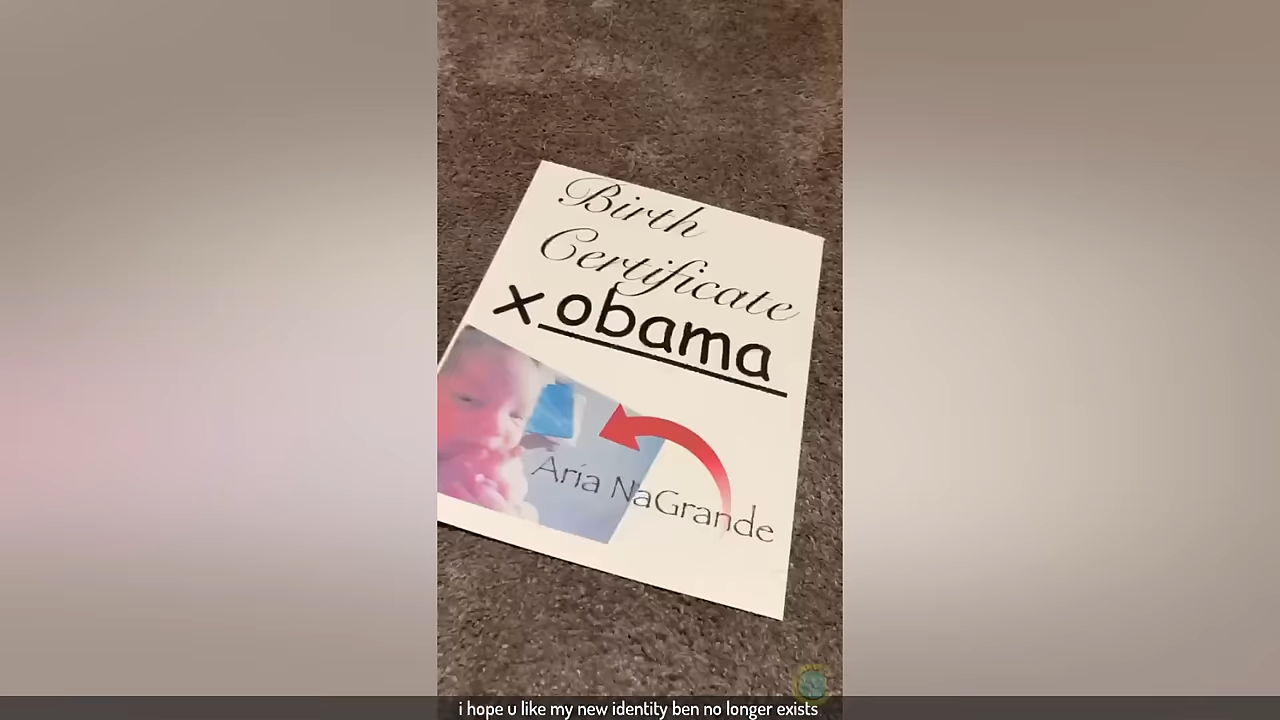 Birth
Certificate
x obama
Aria NaGrande
i hope u like my new identity ben no longer exists